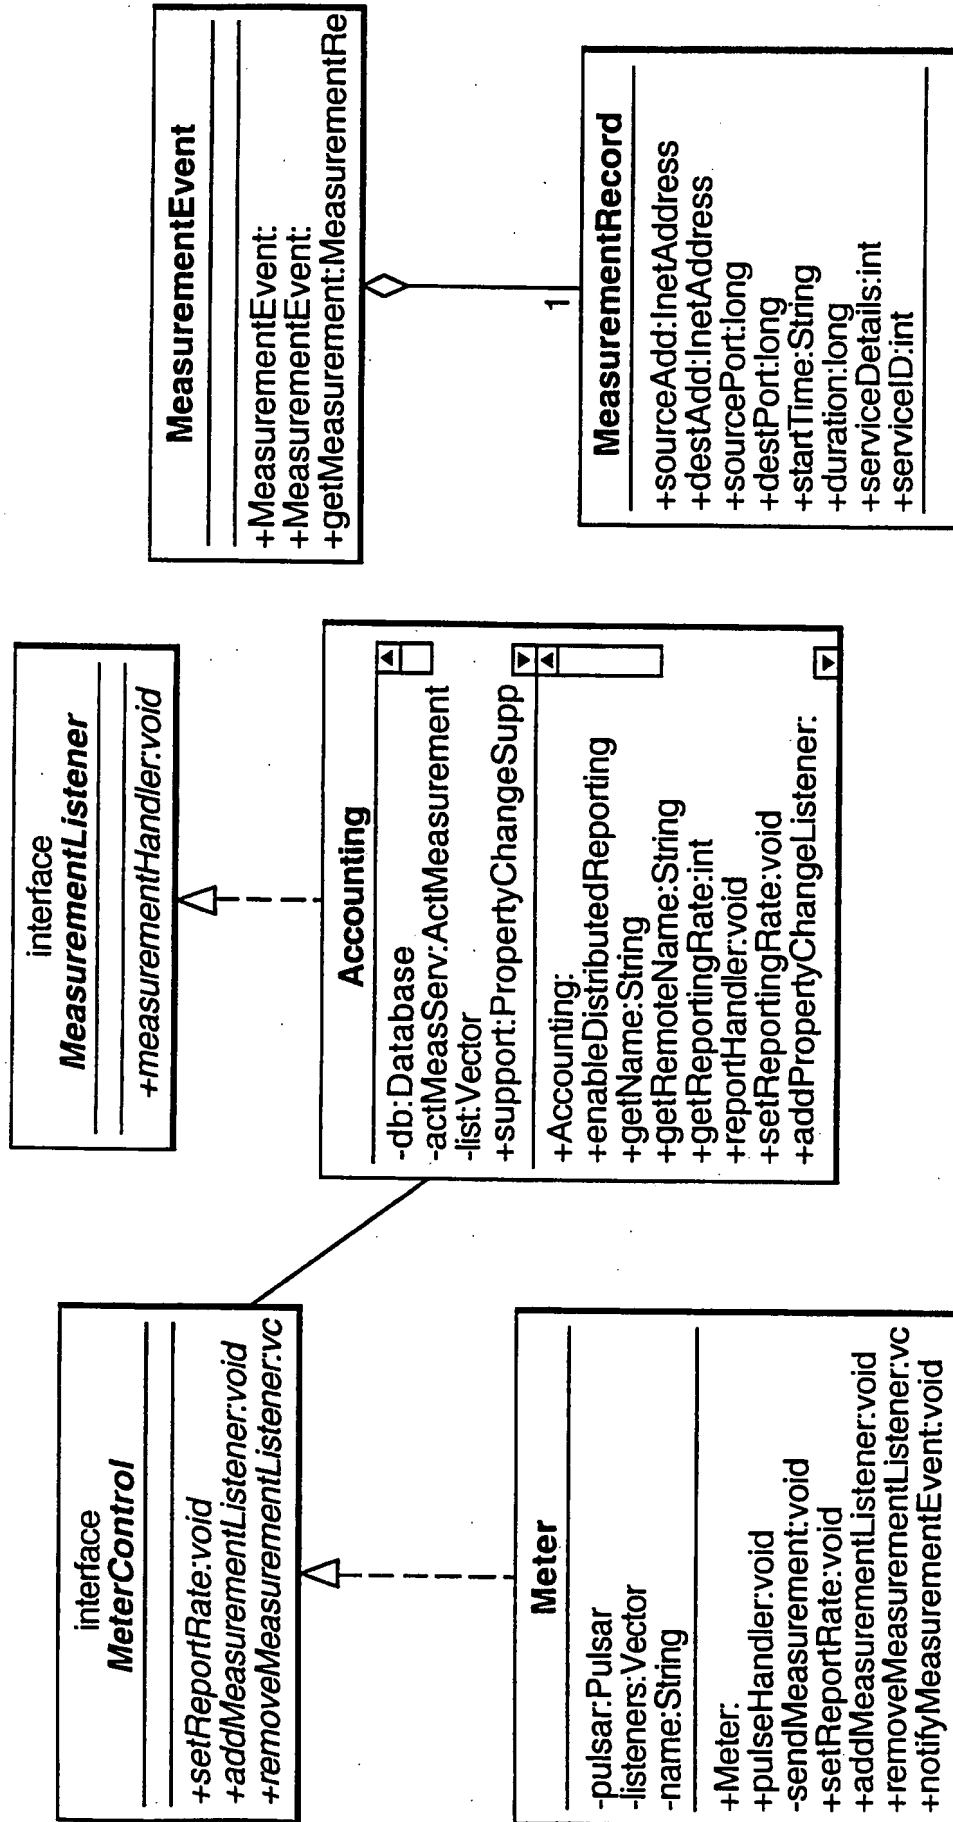 interface
MeterControl
+setReportRate:void
+addMeasurementListener:void
+removeMeasurementListener:vc
Meter
-pulsar:Pulsar
-listeners:Vector
-name:String
+Meter:
+pulseHandler:void
-sendMeasurement:void
+setReportRate:void
+addMeasurementListener:void
+removeMeasurementListener:vc
+notifyMeasurementEvent:void
interface
MeasurementListener
+measurementHandler:void
Accounting
-db:Database
-actMeasServ:ActMeasurement
-list:Vector
+support:PropertyChangeSupp
+Accounting:
+enableDistributedReporting
+getName:String
+getRemoteName:String
+getReportingRate:int
+reportHandler:void
+setReportingRate:void
+addPropertyChangeListener:
MeasurementEvent
+MeasurementEvent:
+MeasurementEvent:
+getMeasurement:MeasurementRe
1
MeasurementRecord
+sourceAdd:InetAddress
+destAdd:InetAddress
+sourcePort:long
+destPort:long
+startTime:String
+duration:long
+serviceDetails:int
+serviceID:int